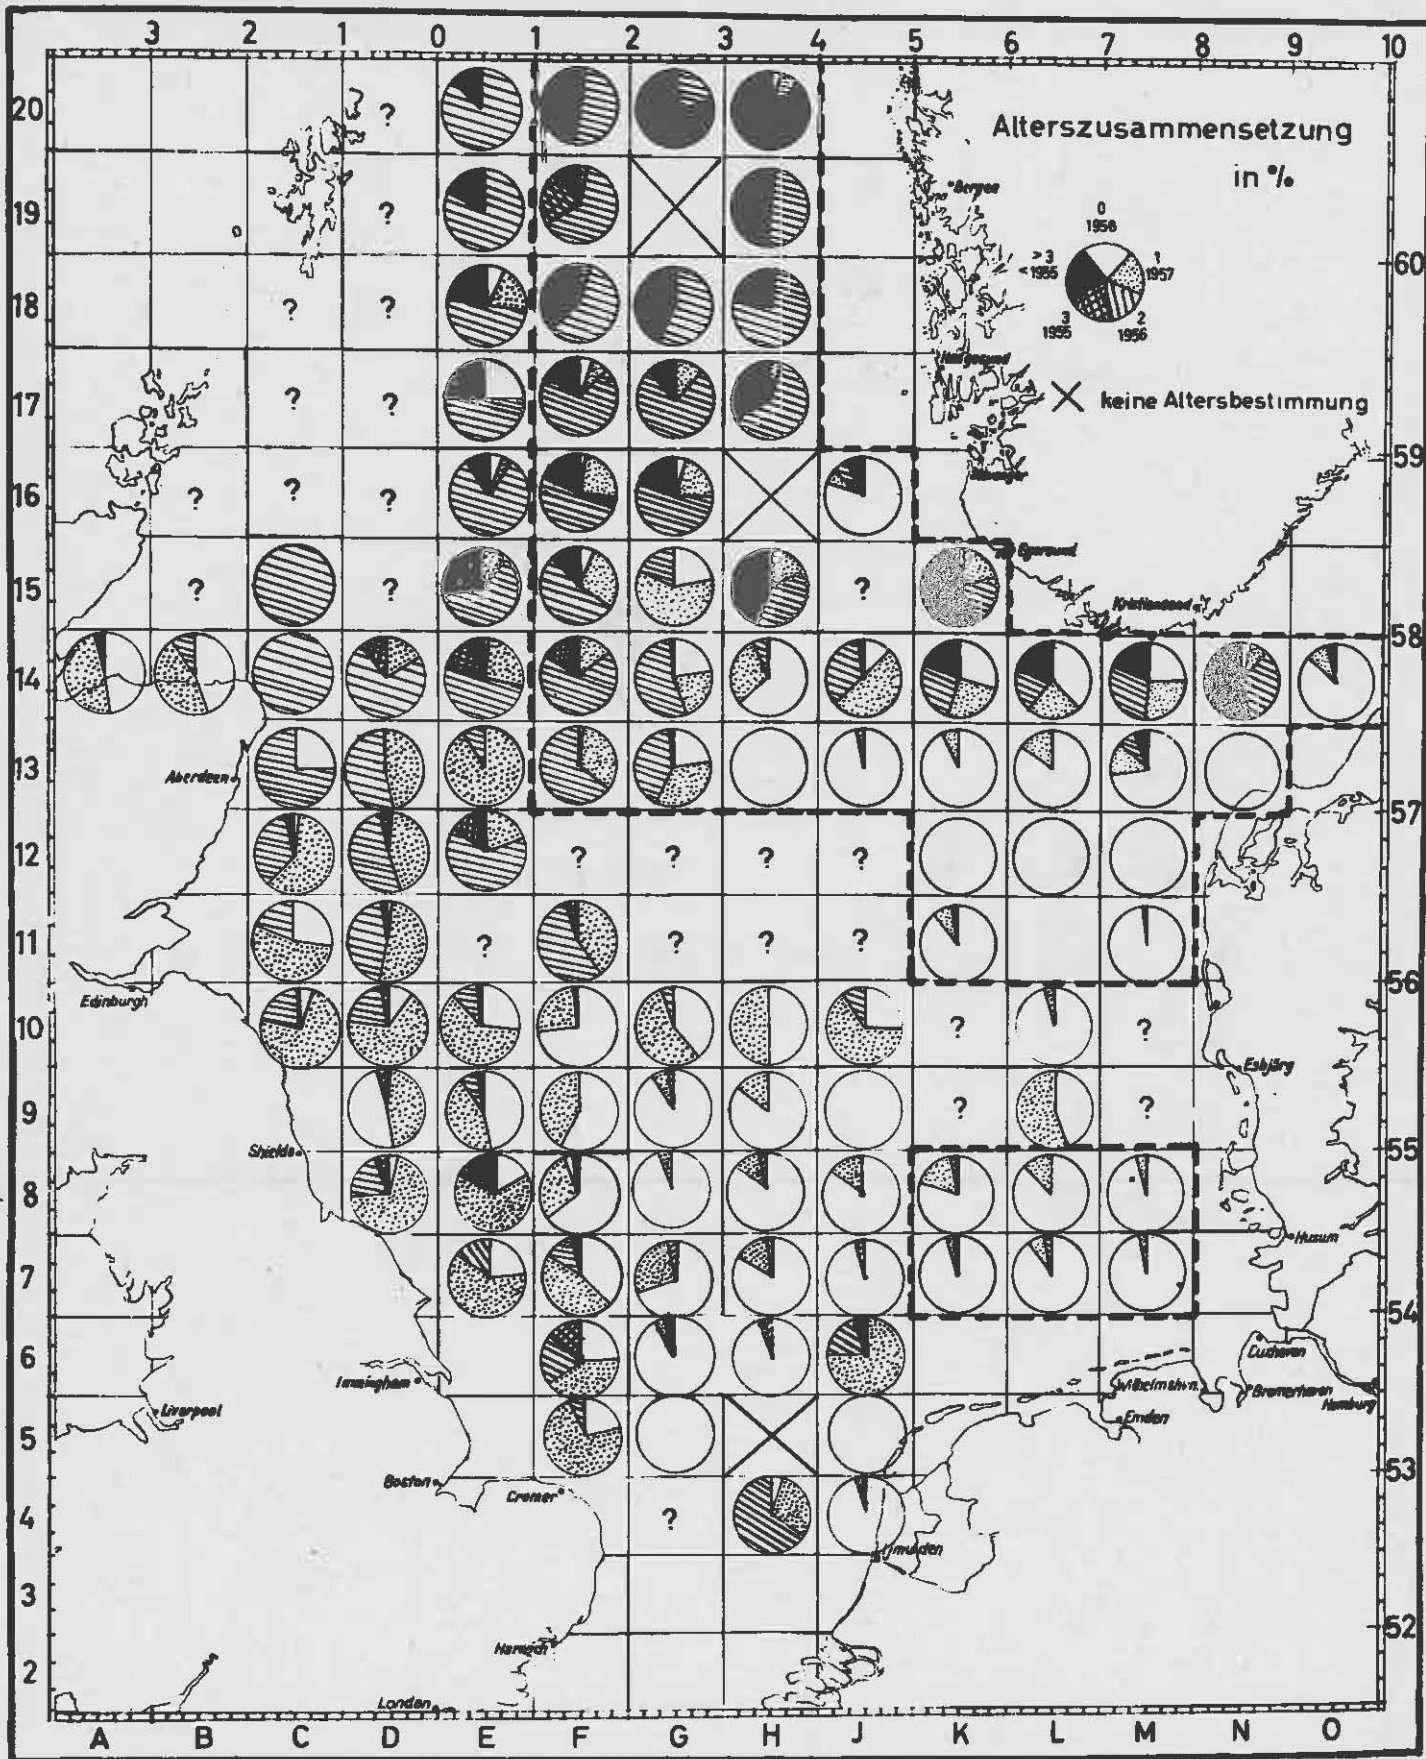 3 2 1 0 1 2 3 4 5 6 7 8 9 10
Alterszusammensetzung
in %
20 ?
19 ?
Bergen
0
1958
> 3
< 1955
1
1957
3
1955
2
1956
60
18 ? ?
17 ? ?
keine Altersbestimmung
59
16 ? ? ?
15 ? ? ?
Egersund
Kristiansand
58
14
13
Aberdeen
57
12 ? ? ? ?
11 ? ? ? ?
56
Edinburgh
10 ? ?
Esbjärg
9 ? ?
Shields
55
8
Husum
7
54
6
Cuxhaven
Immingham
Wilhelmshvn.
Bremerhaven
Hamburg
Liverpool
Emden
5
53
Boston
Cromer
4 ?
Ijmuiden
3
52
Harwich
2
London
A B C D E F G H J K L M N O